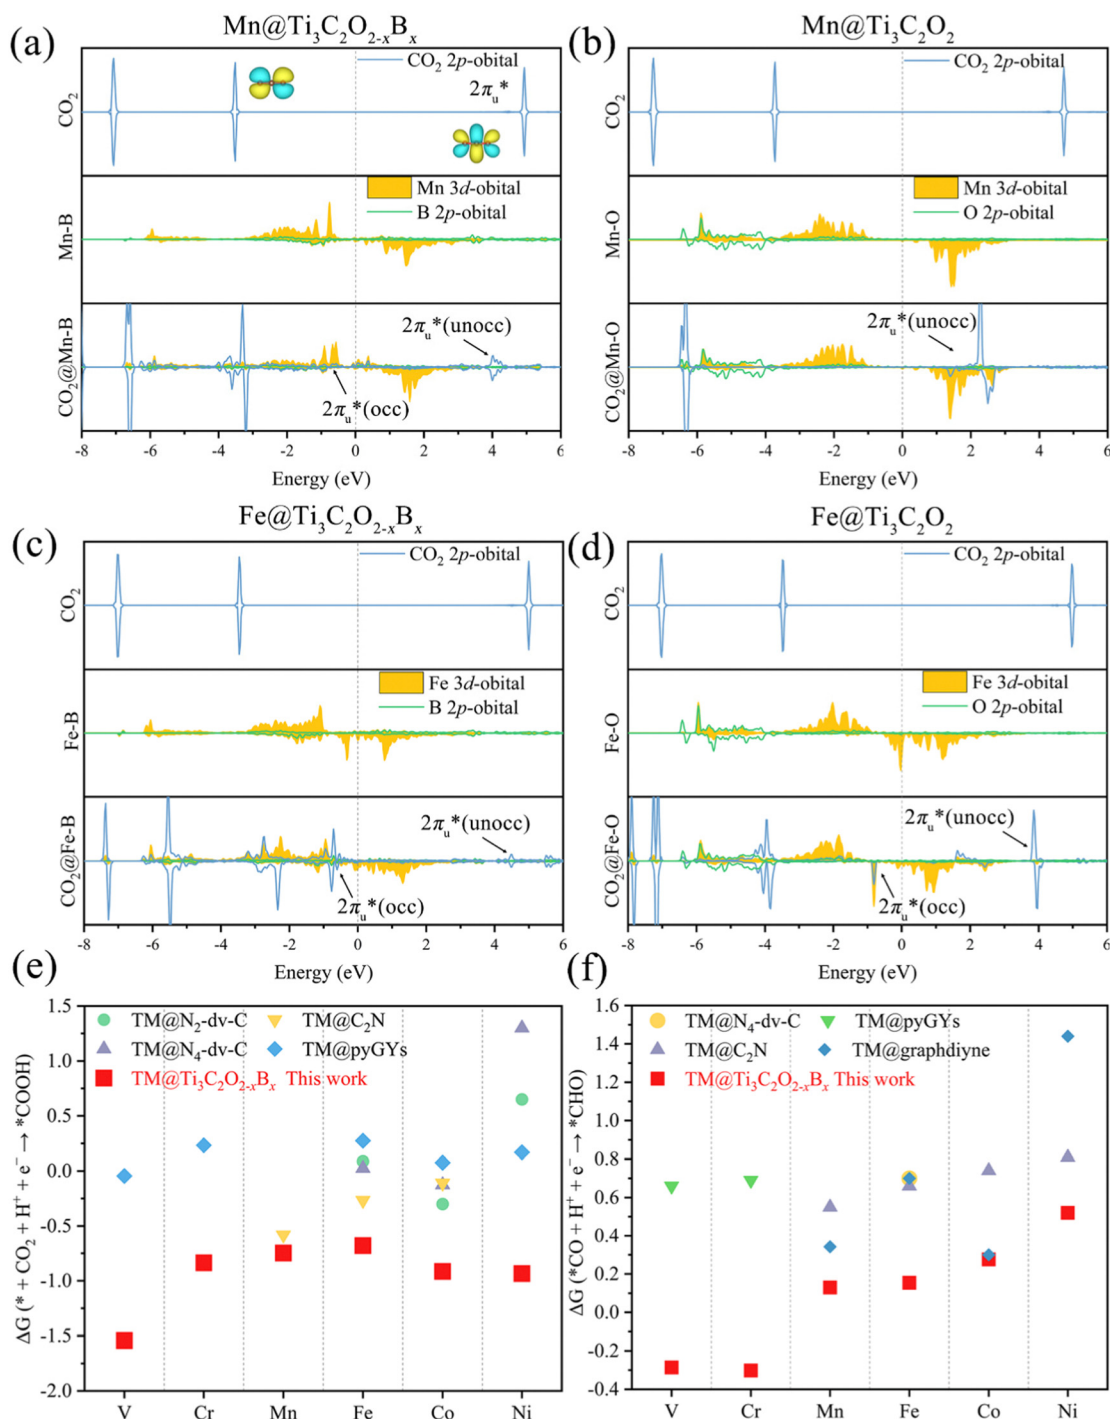 (a) Mn@Ti₃C₂O₂₋ₓBₓ
CO₂ 2p-obital
2πᵤ*
CO₂
Mn 3d-obital
B 2p-obital
Mn-B
2πᵤ*(unocc)
2πᵤ*(occ)
CO₂@Mn-B
-8 -6 -4 -2 0 2 4 6
Energy (eV)
(b) Mn@Ti₃C₂O₂
CO₂ 2p-obital
CO₂
Mn 3d-obital
O 2p-obital
Mn-O
2πᵤ*(unocc)
CO₂@Mn-O
-8 -6 -4 -2 0 2 4 6
Energy (eV)
(c) Fe@Ti₃C₂O₂₋ₓBₓ
CO₂ 2p-obital
CO₂
Fe 3d-obital
B 2p-obital
Fe-B
2πᵤ*(unocc)
2πᵤ*(occ)
CO₂@Fe-B
-8 -6 -4 -2 0 2 4 6
Energy (eV)
(d) Fe@Ti₃C₂O₂
CO₂ 2p-obital
CO₂
Fe 3d-obital
O 2p-obital
Fe-O
2πᵤ*(unocc)
2πᵤ*(occ)
CO₂@Fe-O
-8 -6 -4 -2 0 2 4 6
Energy (eV)
(e)
TM@N₂-dv-C TM@C₂N
TM@N₄-dv-C TM@pyGYs
TM@Ti₃C₂O₂₋ₓBₓ This work
ΔG (* + CO₂ + H⁺ + e⁻ → *COOH)
1.5
1.0
0.5
0.0
-0.5
-1.0
-1.5
-2.0
V Cr Mn Fe Co Ni
(f)
TM@N₄-dv-C TM@pyGYs
TM@C₂N TM@graphdiyne
TM@Ti₃C₂O₂₋ₓBₓ This work
ΔG (*CO + H⁺ + e⁻ → *CHO)
1.6
1.4
1.2
1.0
0.8
0.6
0.4
0.2
0.0
-0.2
-0.4
V Cr Mn Fe Co Ni